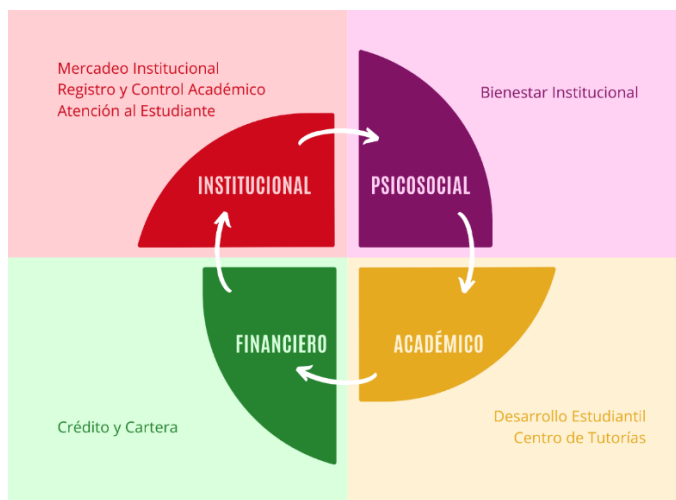 Mercadeo Institucional
Registro y Control Académico
Atención al Estudiante
Bienestar Institucional
INSTITUCIONAL
PSICOSOCIAL
FINANCIERO
ACADÉMICO
Crédito y Cartera
Desarrollo Estudiantil
Centro de Tutorías